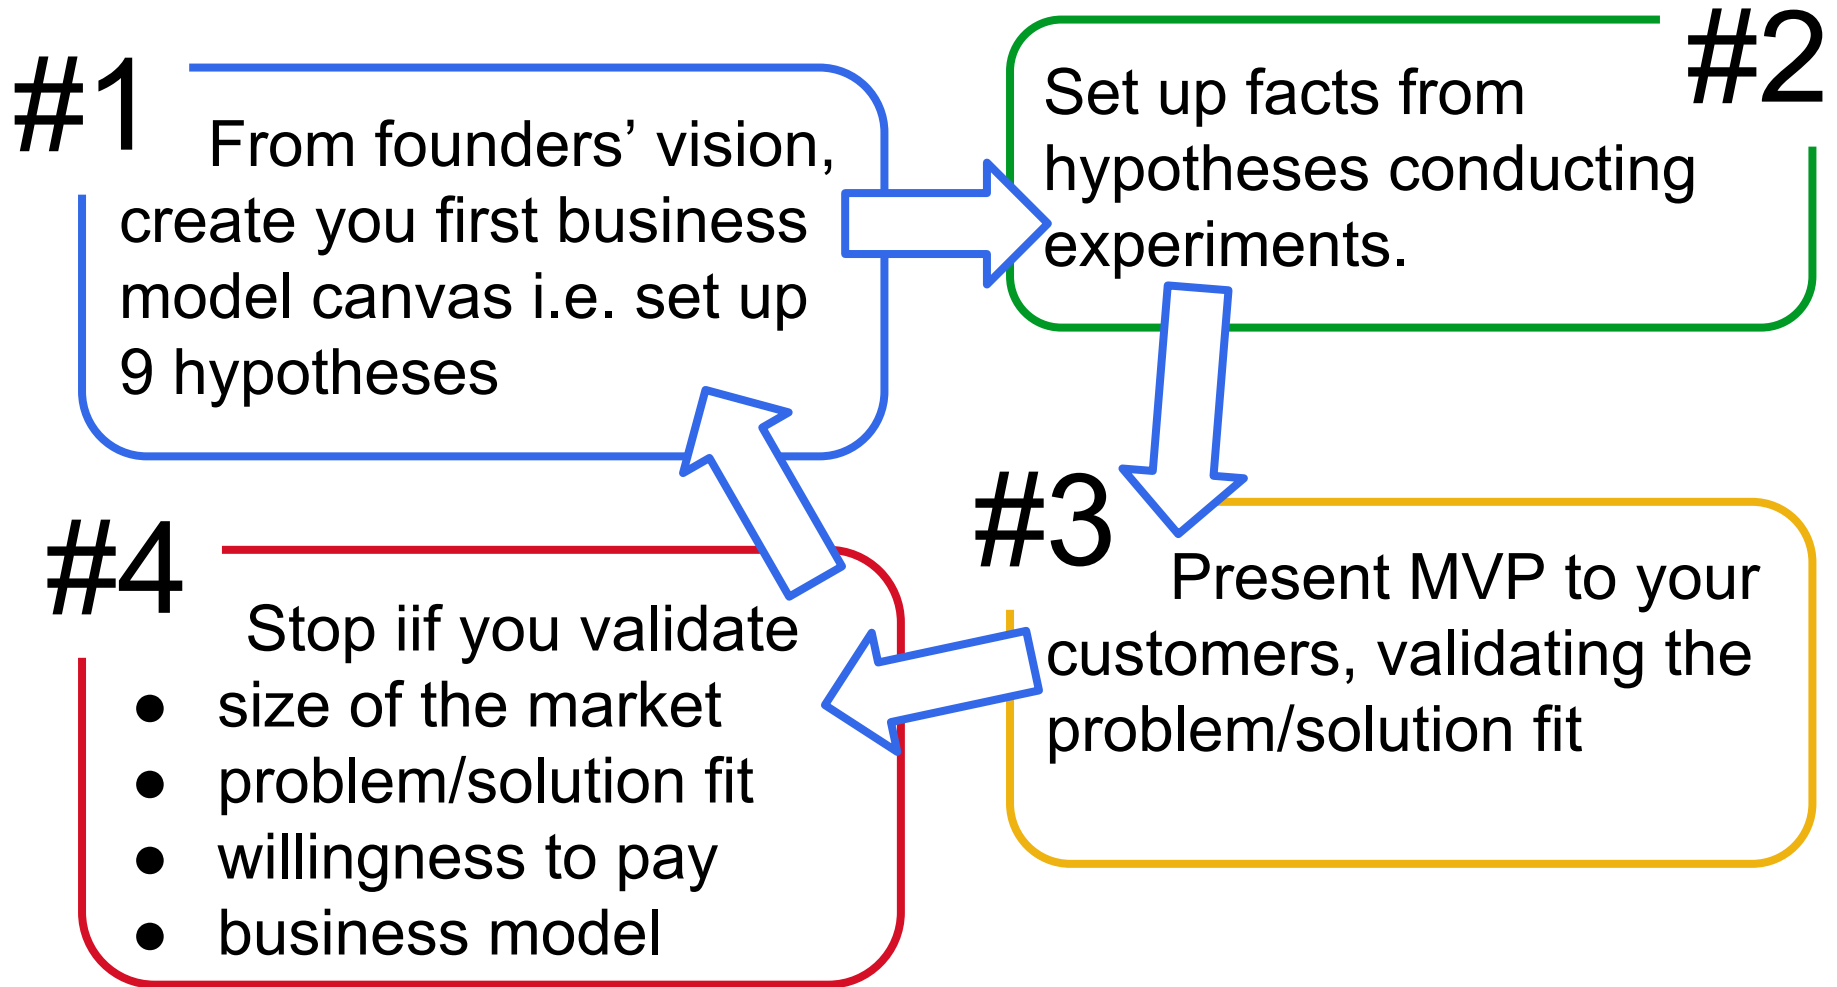 #1
From founders’ vision,
create you first business
model canvas i.e. set up
9 hypotheses
#2
Set up facts from
hypotheses conducting
experiments.
#3
Present MVP to your
customers, validating the
problem/solution fit
#4
Stop iif you validate
● size of the market
● problem/solution fit
● willingness to pay
● business model